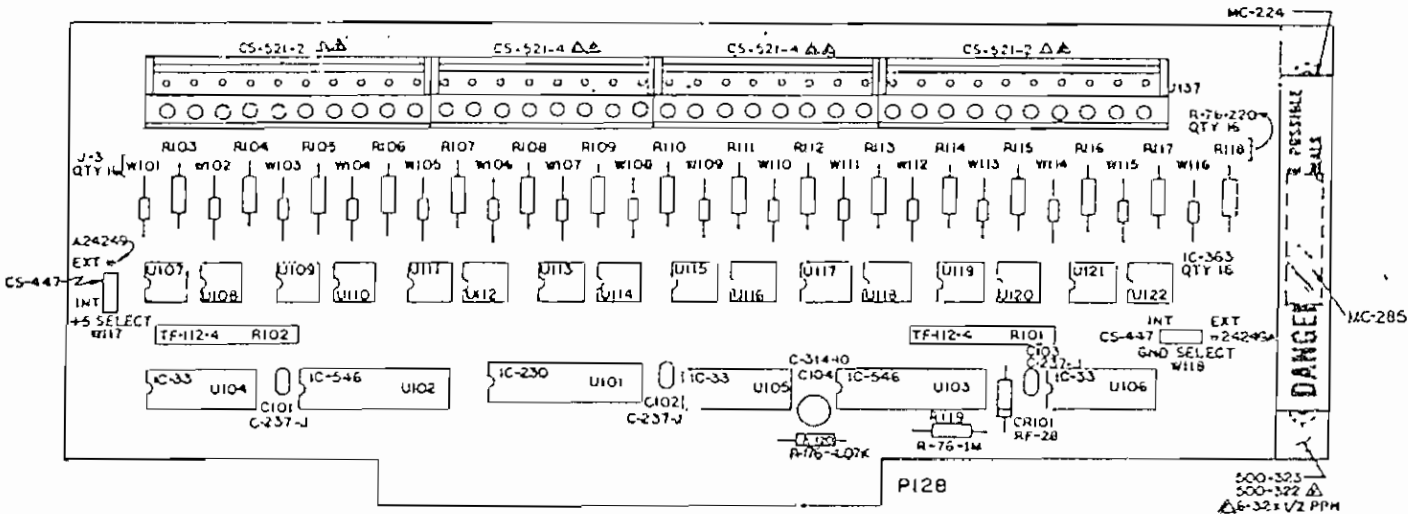 MC-224
CS-521-2
CS-521-4
CS-521-4
CS-521-2
U137
R-76-220
QTY 16
J-3
QTY 16
R103 R104 R105 R106 R107 R108 R109 R110 R111 R112 R113 R114 R115 R116 R117 R118
W101 W102 W103 W104 W105 W106 W107 W108 W109 W110 W111 W112 W113 W114 W115 W116
A24249
EXT
CS-447
INT
+5 SELECT
W117
U107 U108 U109 U110 U111 U112 U113 U114 U115 U116 U117 U118 U119 U120 U121 U122
IC-363
QTY 16
DANGER
MC-285
TF-112-4 R102
TF-112-4 R101
INT EXT
CS-447
GND SELECT
W118
IC-33 U104
C101
C-237-J
IC-546 U102
IC-230 U101
C102
C-237-J
IC-33 U105
C-314-10
C104
IC-546 U103
C103
C-237-J
IC-33 U106
R119
R-76-1M
CR101
RF-28
P128
500-323
500-322
6-32x1/2 PPH